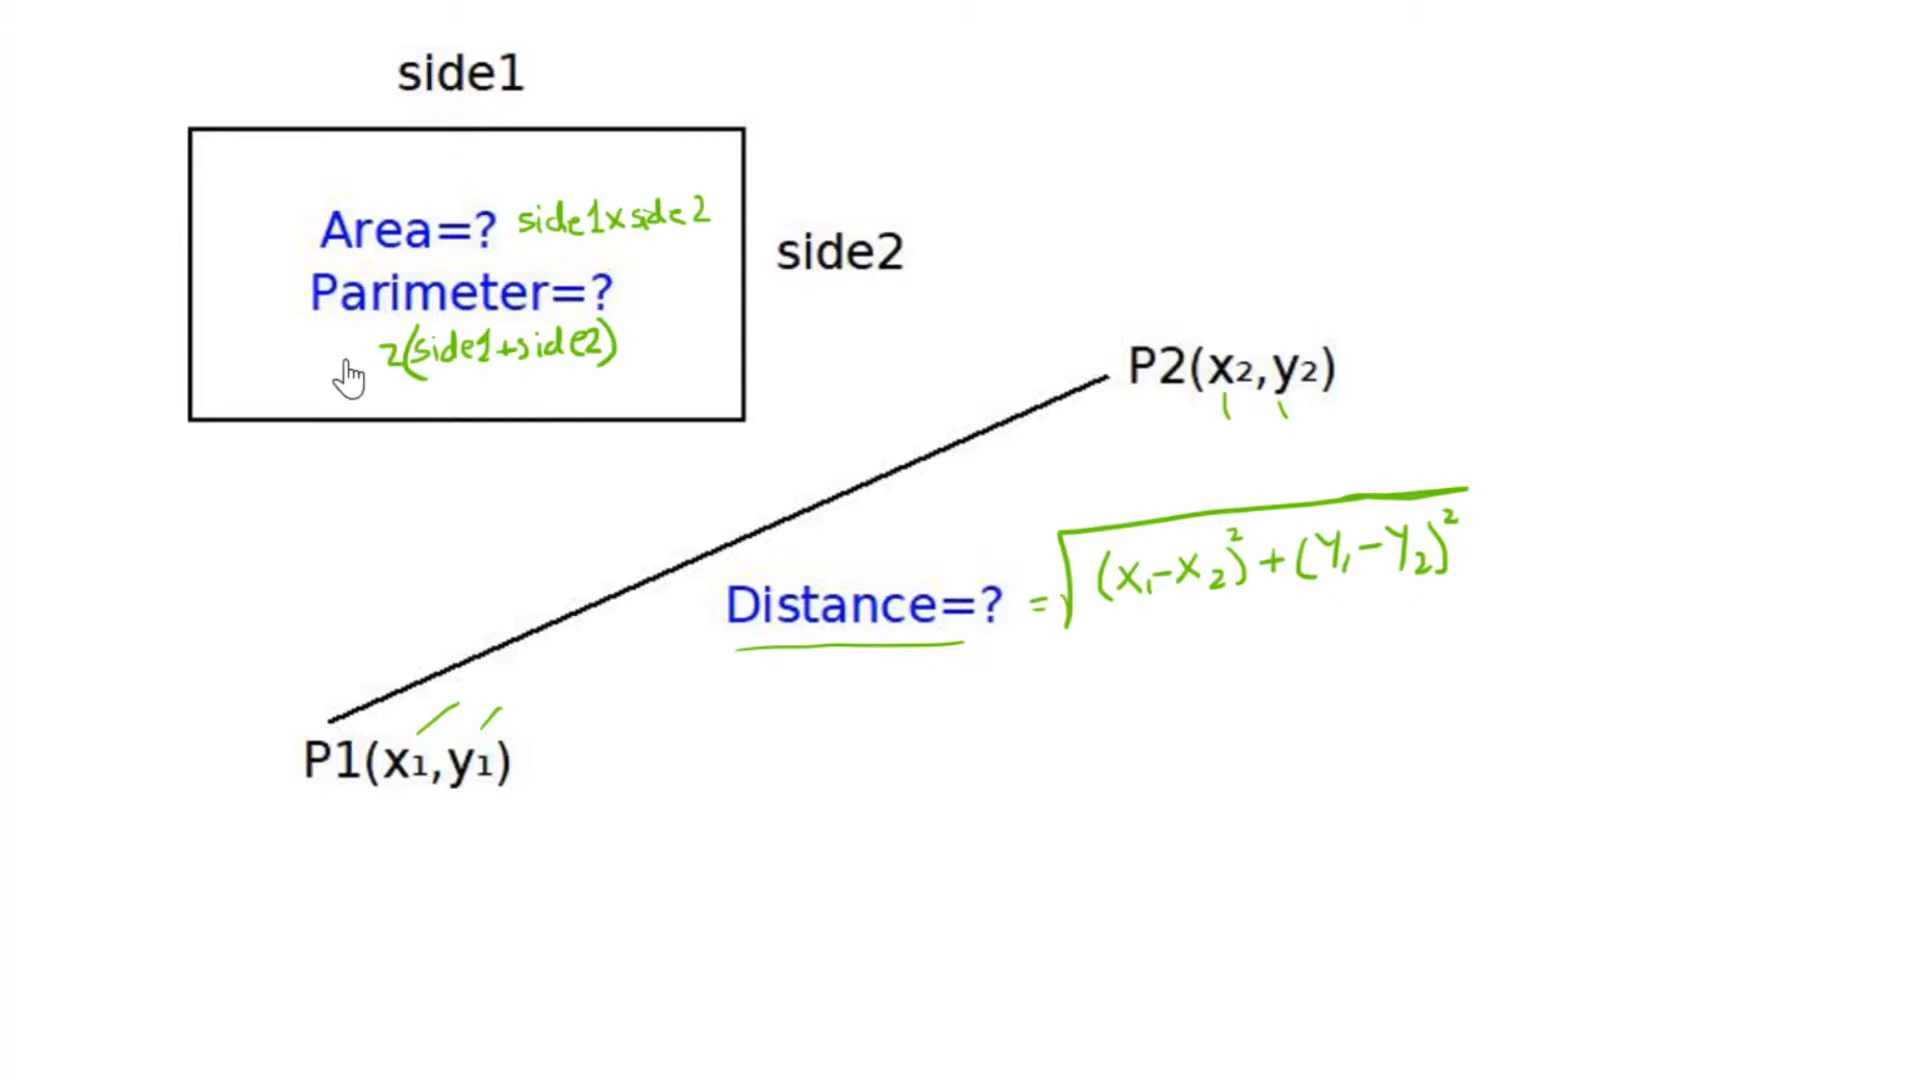 side1
Area=? side1xside2
side2
Parimeter=?
2(side1+side2)
P2(x₂,y₂)
Distance=? = √(x₁-x₂)²+(y₁-y₂)²
P1(x₁,y₁)